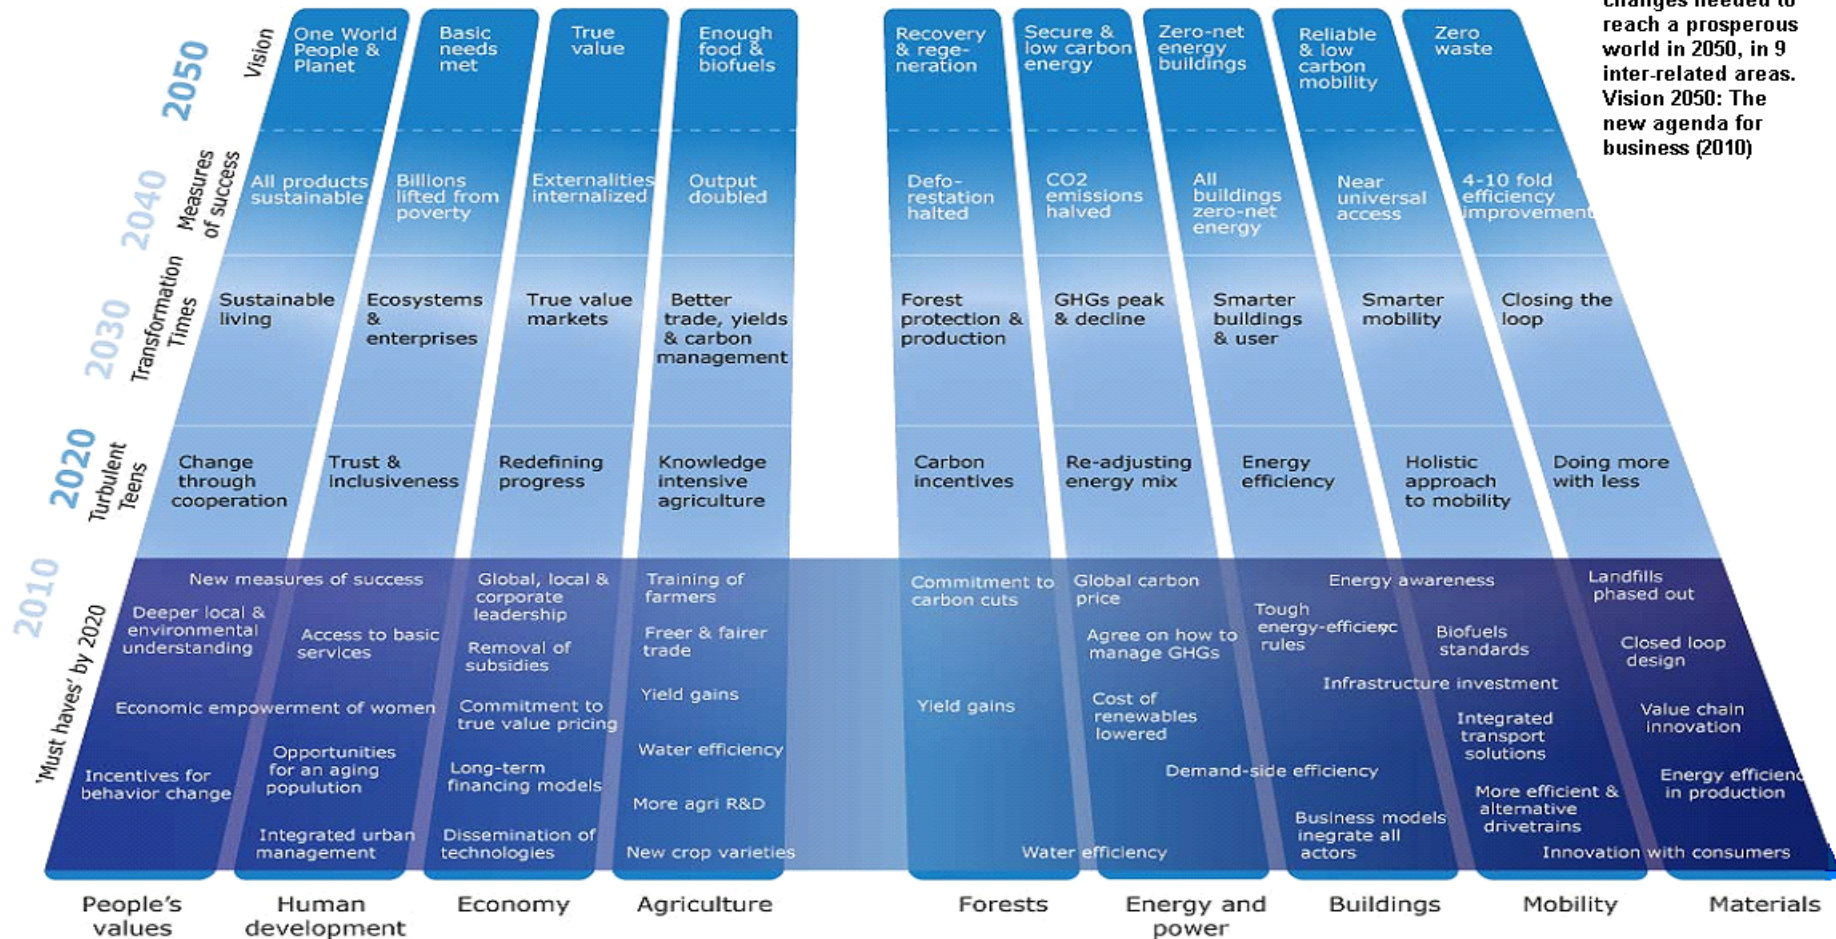 changes needed to
reach a prosperous
world in 2050, in 9
inter-related areas.
Vision 2050: The
new agenda for
business (2010)
2050
Vision
One World
People &
Planet
Basic
needs
met
True
value
Enough
food &
biofuels
Recovery
& rege-
neration
Secure &
low carbon
energy
Zero-net
energy
buildings
Reliable
& low
carbon
mobility
Zero
waste
2040
Measures
of success
All products
sustainable
Billions
lifted from
poverty
Externalities
internalized
Output
doubled
Defo-
restation
halted
CO2
emissions
halved
All
buildings
zero-net
energy
Near
universal
access
4-10 fold
efficiency
improvement
2030
Transformation
Times
Sustainable
living
Ecosystems
&
enterprises
True value
markets
Better
trade, yields
& carbon
management
Forest
protection &
production
GHGs peak
& decline
Smarter
buildings
& user
Smarter
mobility
Closing the
loop
2020
Turbulent
Teens
Change
through
cooperation
Trust &
inclusiveness
Redefining
progress
Knowledge
intensive
agriculture
Carbon
incentives
Re-adjusting
energy mix
Energy
efficiency
Holistic
approach
to mobility
Doing more
with less
2010
'Must haves' by 2020
New measures of success
Deeper local &
environmental
understanding
Access to basic
services
Economic empowerment of women
Opportunities
for an aging
popolution
Incentives for
behavior change
Integrated urban
management
Global, local &
corporate
leadership
Removal of
subsidies
Commitment to
true value pricing
Long-term
financing models
Dissemination of
technologies
Training of
farmers
Freer & fairer
trade
Yield gains
Water efficiency
More agri R&D
New crop varieties
Commitment to
carbon cuts
Yield gains
Water efficiency
Global carbon
price
Agree on how to
manage GHGs
Cost of
renewables
lowered
Demand-side efficiency
Energy awareness
Tough
energy-efficienc
rules
Infrastructure investment
Business models
inegrate all
actors
Biofuels
standards
Integrated
transport
solutions
More efficient &
alternative
drivetrains
Innovation with consumers
Landfills
phased out
Closed loop
design
Value chain
innovation
Energy efficienc
in production
People's
values
Human
development
Economy
Agriculture
Forests
Energy and
power
Buildings
Mobility
Materials